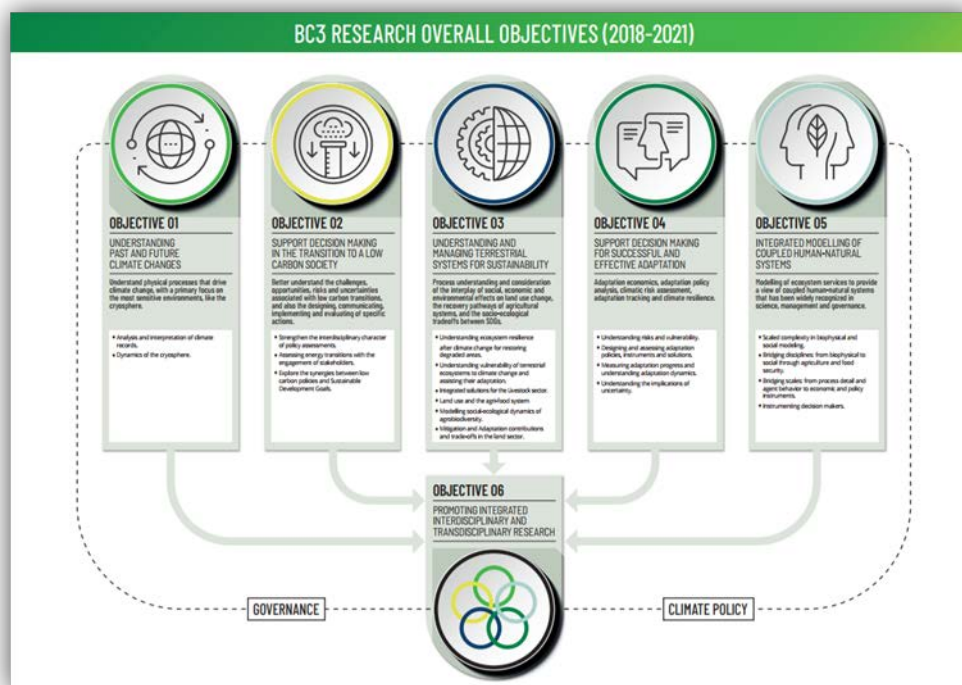 BC3 RESEARCH OVERALL OBJECTIVES (2018-2021)
OBJECTIVE 01
UNDERSTANDING
PAST AND FUTURE
CLIMATE CHANGES
Understand physical processes that drive
climate change, with a primary focus on
the most sensitive environments, like the
cryosphere.
• Analysis and interpretation of climate
records.
• Dynamics of the cryosphere.
OBJECTIVE 02
SUPPORT DECISION MAKING
IN THE TRANSITION TO A LOW
CARBON SOCIETY
Better understand the challenges,
opportunities, risks and uncertainties
associated with low carbon transitions,
and also the designing, communicating,
implementing and evaluating of specific
actions.
• Strengthen the interdisciplinary character
of policy assessments.
• Assessing energy transitions with the
engagement of stakeholders.
• Explore the synergies between low
carbon policies and Sustainable
Development Goals.
OBJECTIVE 03
UNDERSTANDING AND
MANAGING TERRESTRIAL
SYSTEMS FOR SUSTAINABILITY
Process understanding and consideration
of the interplay of social, economic and
environmental effects on land use change,
the recovery pathways of agricultural
systems, and the socio-ecological
tradeoffs between SDGs.
• Understanding ecosystem resilience
after climate change for restoring
degraded areas.
• Understanding vulnerability of terrestrial
ecosystems to climate change and
assessing their adaptation.
• Integrated solutions for the Livestock sector.
• Land use and the agri-food system
• Modelling social-ecological dynamics of
agrobiodiversity.
• Mitigation and Adaptation contributions
and trade-offs in the land sector.
OBJECTIVE 04
SUPPORT DECISION MAKING
FOR SUCCESSFUL AND
EFFECTIVE ADAPTATION
Adaptation economics, adaptation policy
analysis, climatic risk assessment,
adaptation tracking and climate resilience.
• Understanding risks and vulnerability.
• Designing and assessing adaptation
policies, instruments and solutions.
• Measuring adaptation progress and
understanding adaptation dynamics.
• Understanding the implications of
uncertainty.
OBJECTIVE 05
INTEGRATED MODELLING OF
COUPLED HUMAN-NATURAL
SYSTEMS
Modelling of ecosystem services to provide
a view of coupled human-natural systems
that has been widely recognized in
science, management and governance.
• Scaled complexity in biophysical and
social modeling.
• Bridging disciplines: from biophysical to
social through agriculture and food
security.
• Bridging scales: from process detail and
agent behavior to economic and policy
instruments.
• Instrumenting decision makers.
OBJECTIVE 06
PROMOTING INTEGRATED
INTERDISCIPLINARY AND
TRANSDISCIPLINARY RESEARCH
GOVERNANCE
CLIMATE POLICY